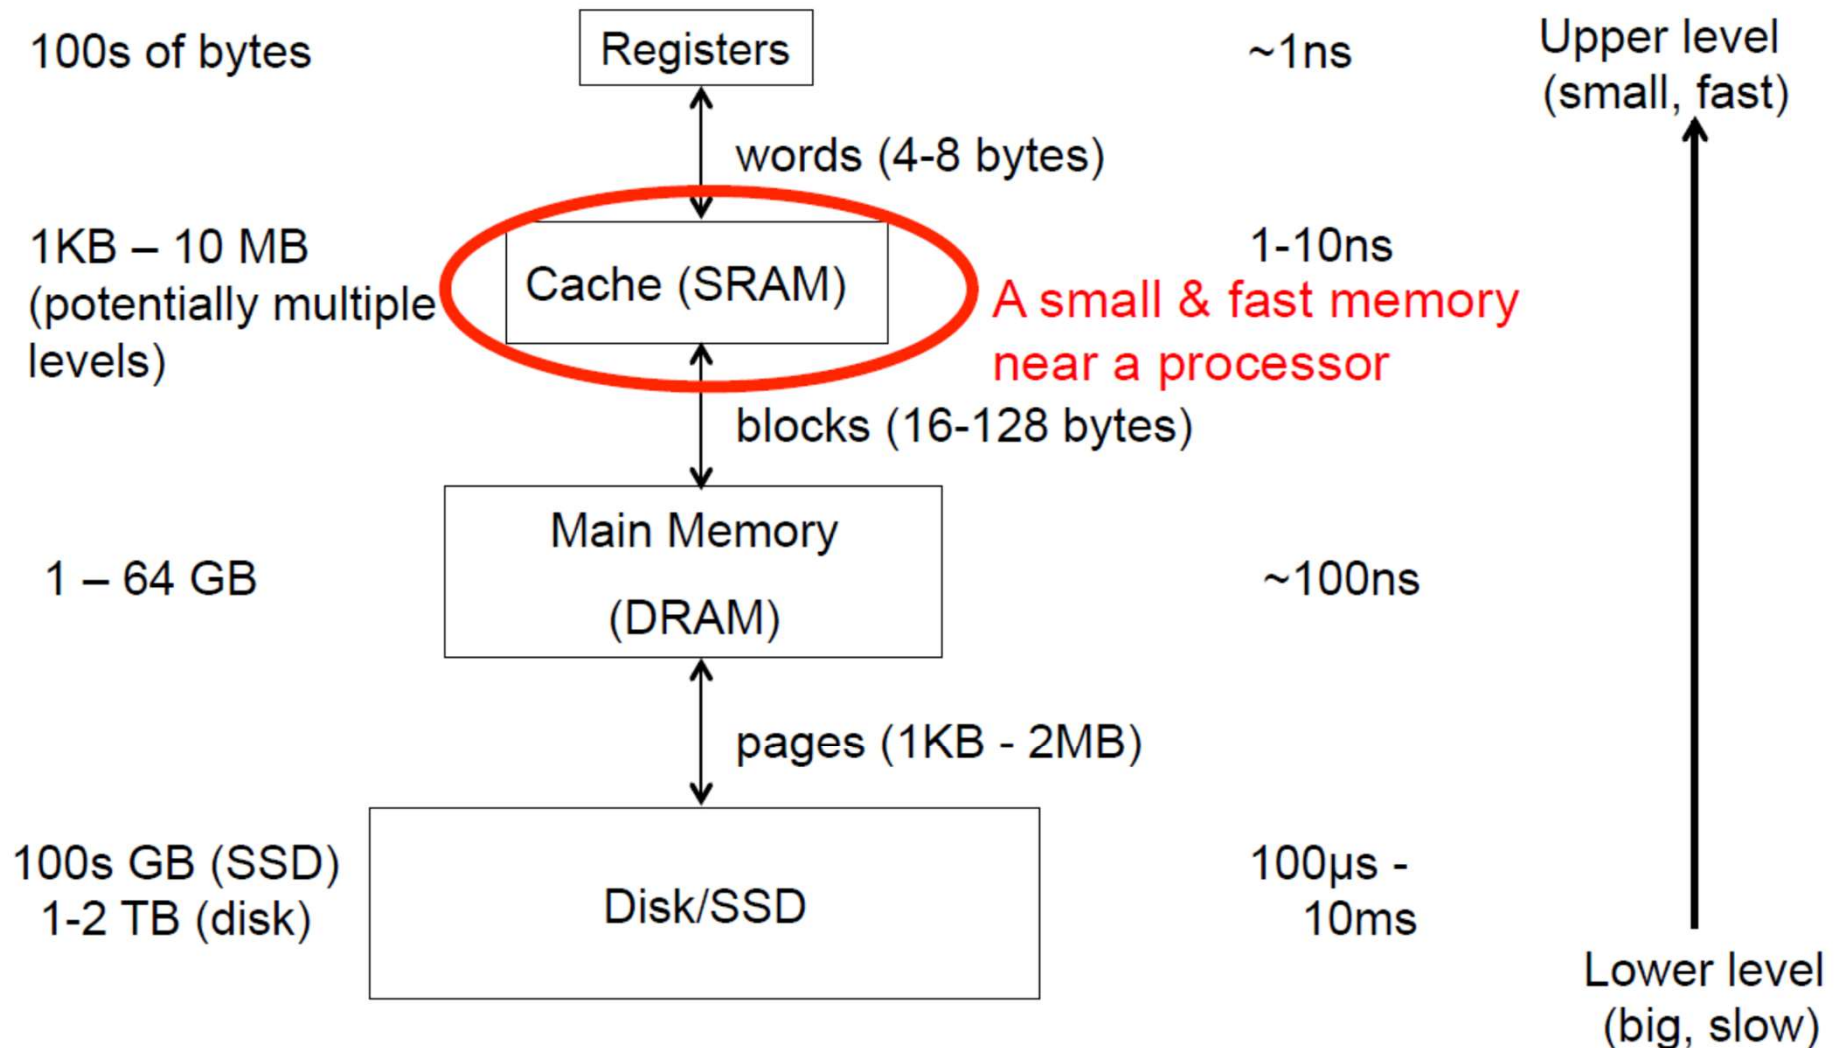 100s of bytes
Registers
~1ns
Upper level
(small, fast)
words (4-8 bytes)
1KB – 10 MB
(potentially multiple
levels)
Cache (SRAM)
1-10ns
A small & fast memory
near a processor
blocks (16-128 bytes)
1 – 64 GB
Main Memory
(DRAM)
~100ns
pages (1KB - 2MB)
100s GB (SSD)
1-2 TB (disk)
Disk/SSD
100µs -
10ms
Lower level
(big, slow)